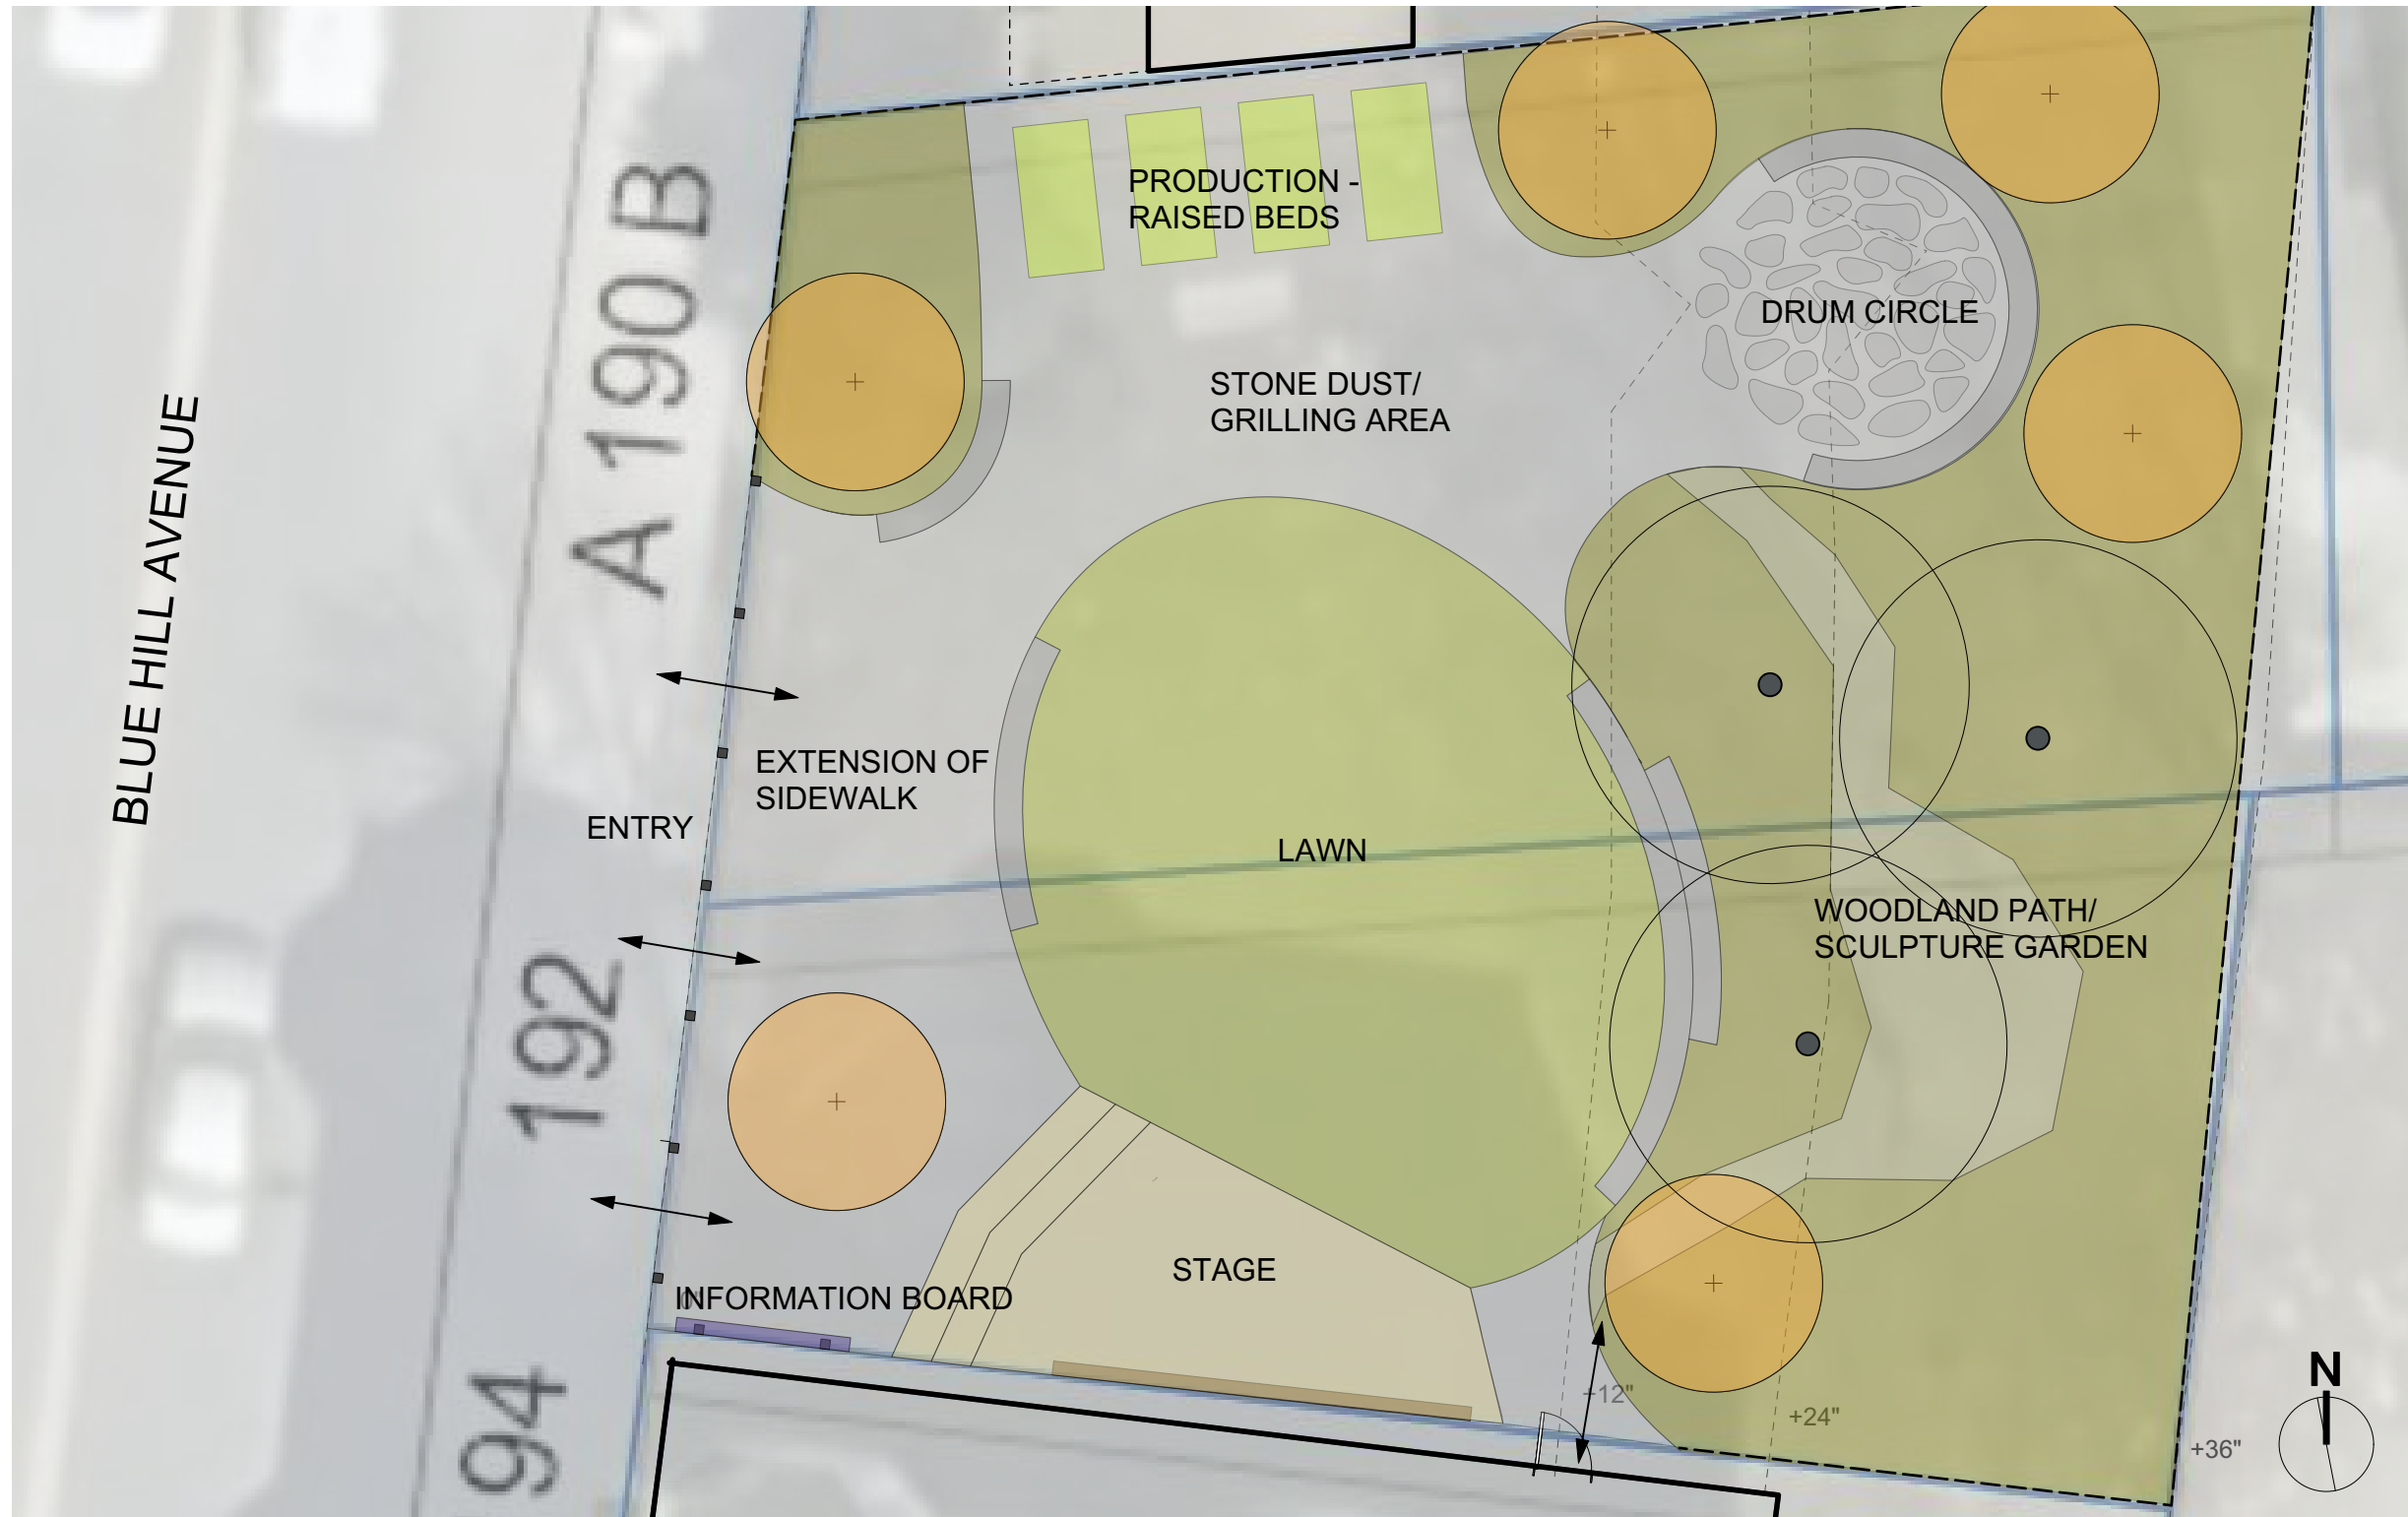 PRODUCTION -
RAISED BEDS
DRUM CIRCLE
STONE DUST/
GRILLING AREA
A 190 B
BLUE HILL AVENUE
EXTENSION OF
SIDEWALK
ENTRY
LAWN
WOODLAND PATH/
SCULPTURE GARDEN
192
STAGE
INFORMATION BOARD
194
+12"
+24"
+36"
N